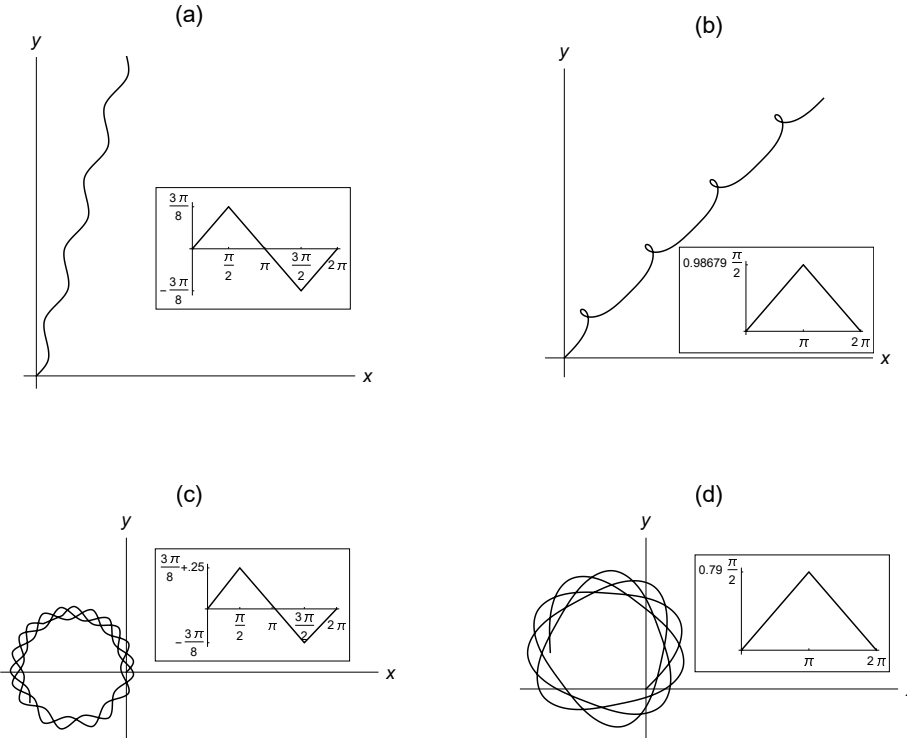 (a)
y
3π/8
π/2
π
3π/2
2π
-3π/8
x
(b)
y
0.98679 π/2
π
2π
x
(c)
y
3π/8+.25
π/2
π
3π/2
2π
-3π/8
x
(d)
y
0.79 π/2
π
2π